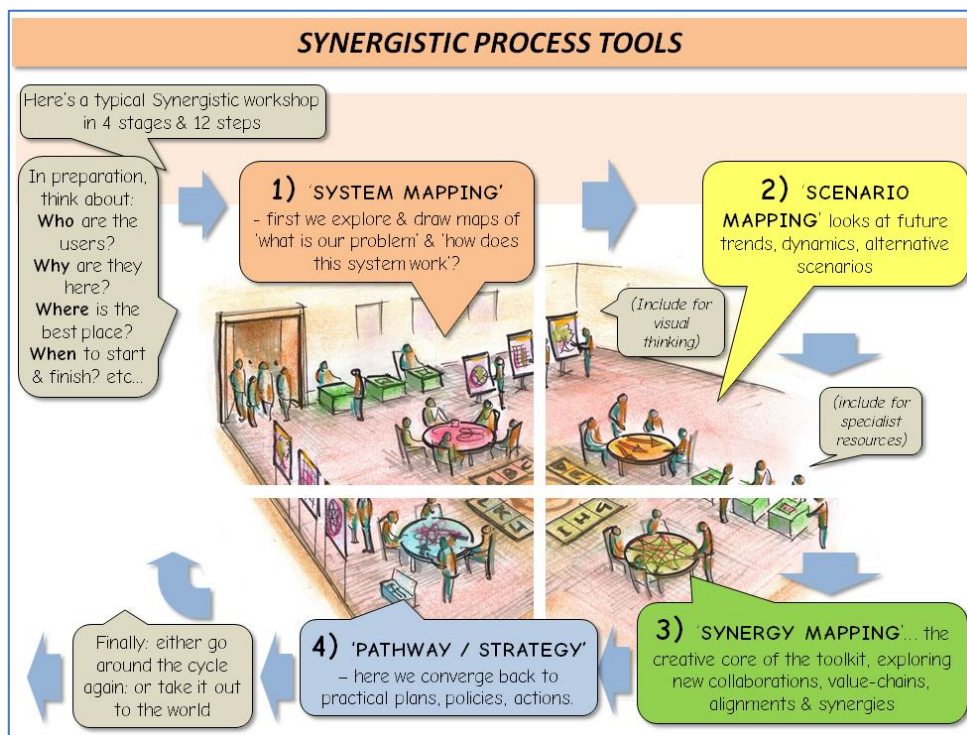 SYNERGISTIC PROCESS TOOLS
Here's a typical Synergistic workshop
in 4 stages & 12 steps
In preparation,
think about:
Who are the
users?
Why are they
here?
Where is the
best place?
When to start
& finish? etc...
1) 'SYSTEM MAPPING'
- first we explore & draw maps of
'what is our problem' & 'how does
this system work'?
2) 'SCENARIO
MAPPING' looks at future
trends, dynamics, alternative
scenarios
(Include for
visual
thinking)
(include for
specialist
resources)
A B C
L K J
I H G
3) 'SYNERGY MAPPING'... the
creative core of the toolkit, exploring
new collaborations, value-chains,
alignments & synergies
4) 'PATHWAY / STRATEGY'
– here we converge back to
practical plans, policies, actions.
Finally: either go
around the cycle
again: or take it out
to the world